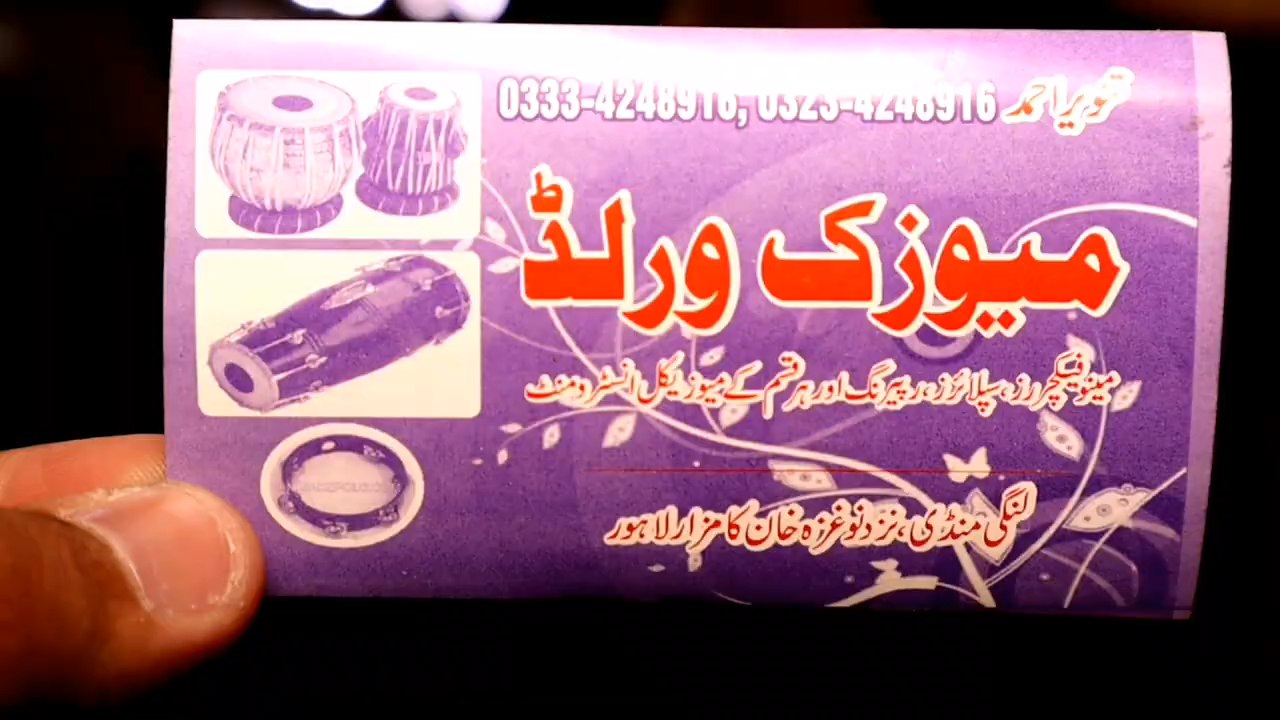 تنویر احمد 0333-4248916, 0323-4248916
میوزک ورلڈ
مینوفیکچررز، سپلائرز، رپیرنگ اور ہر قسم کے میوزیکل انسٹرومنٹ
لنگی منڈی، نزد نوغزہ خان کا مزار لاہور